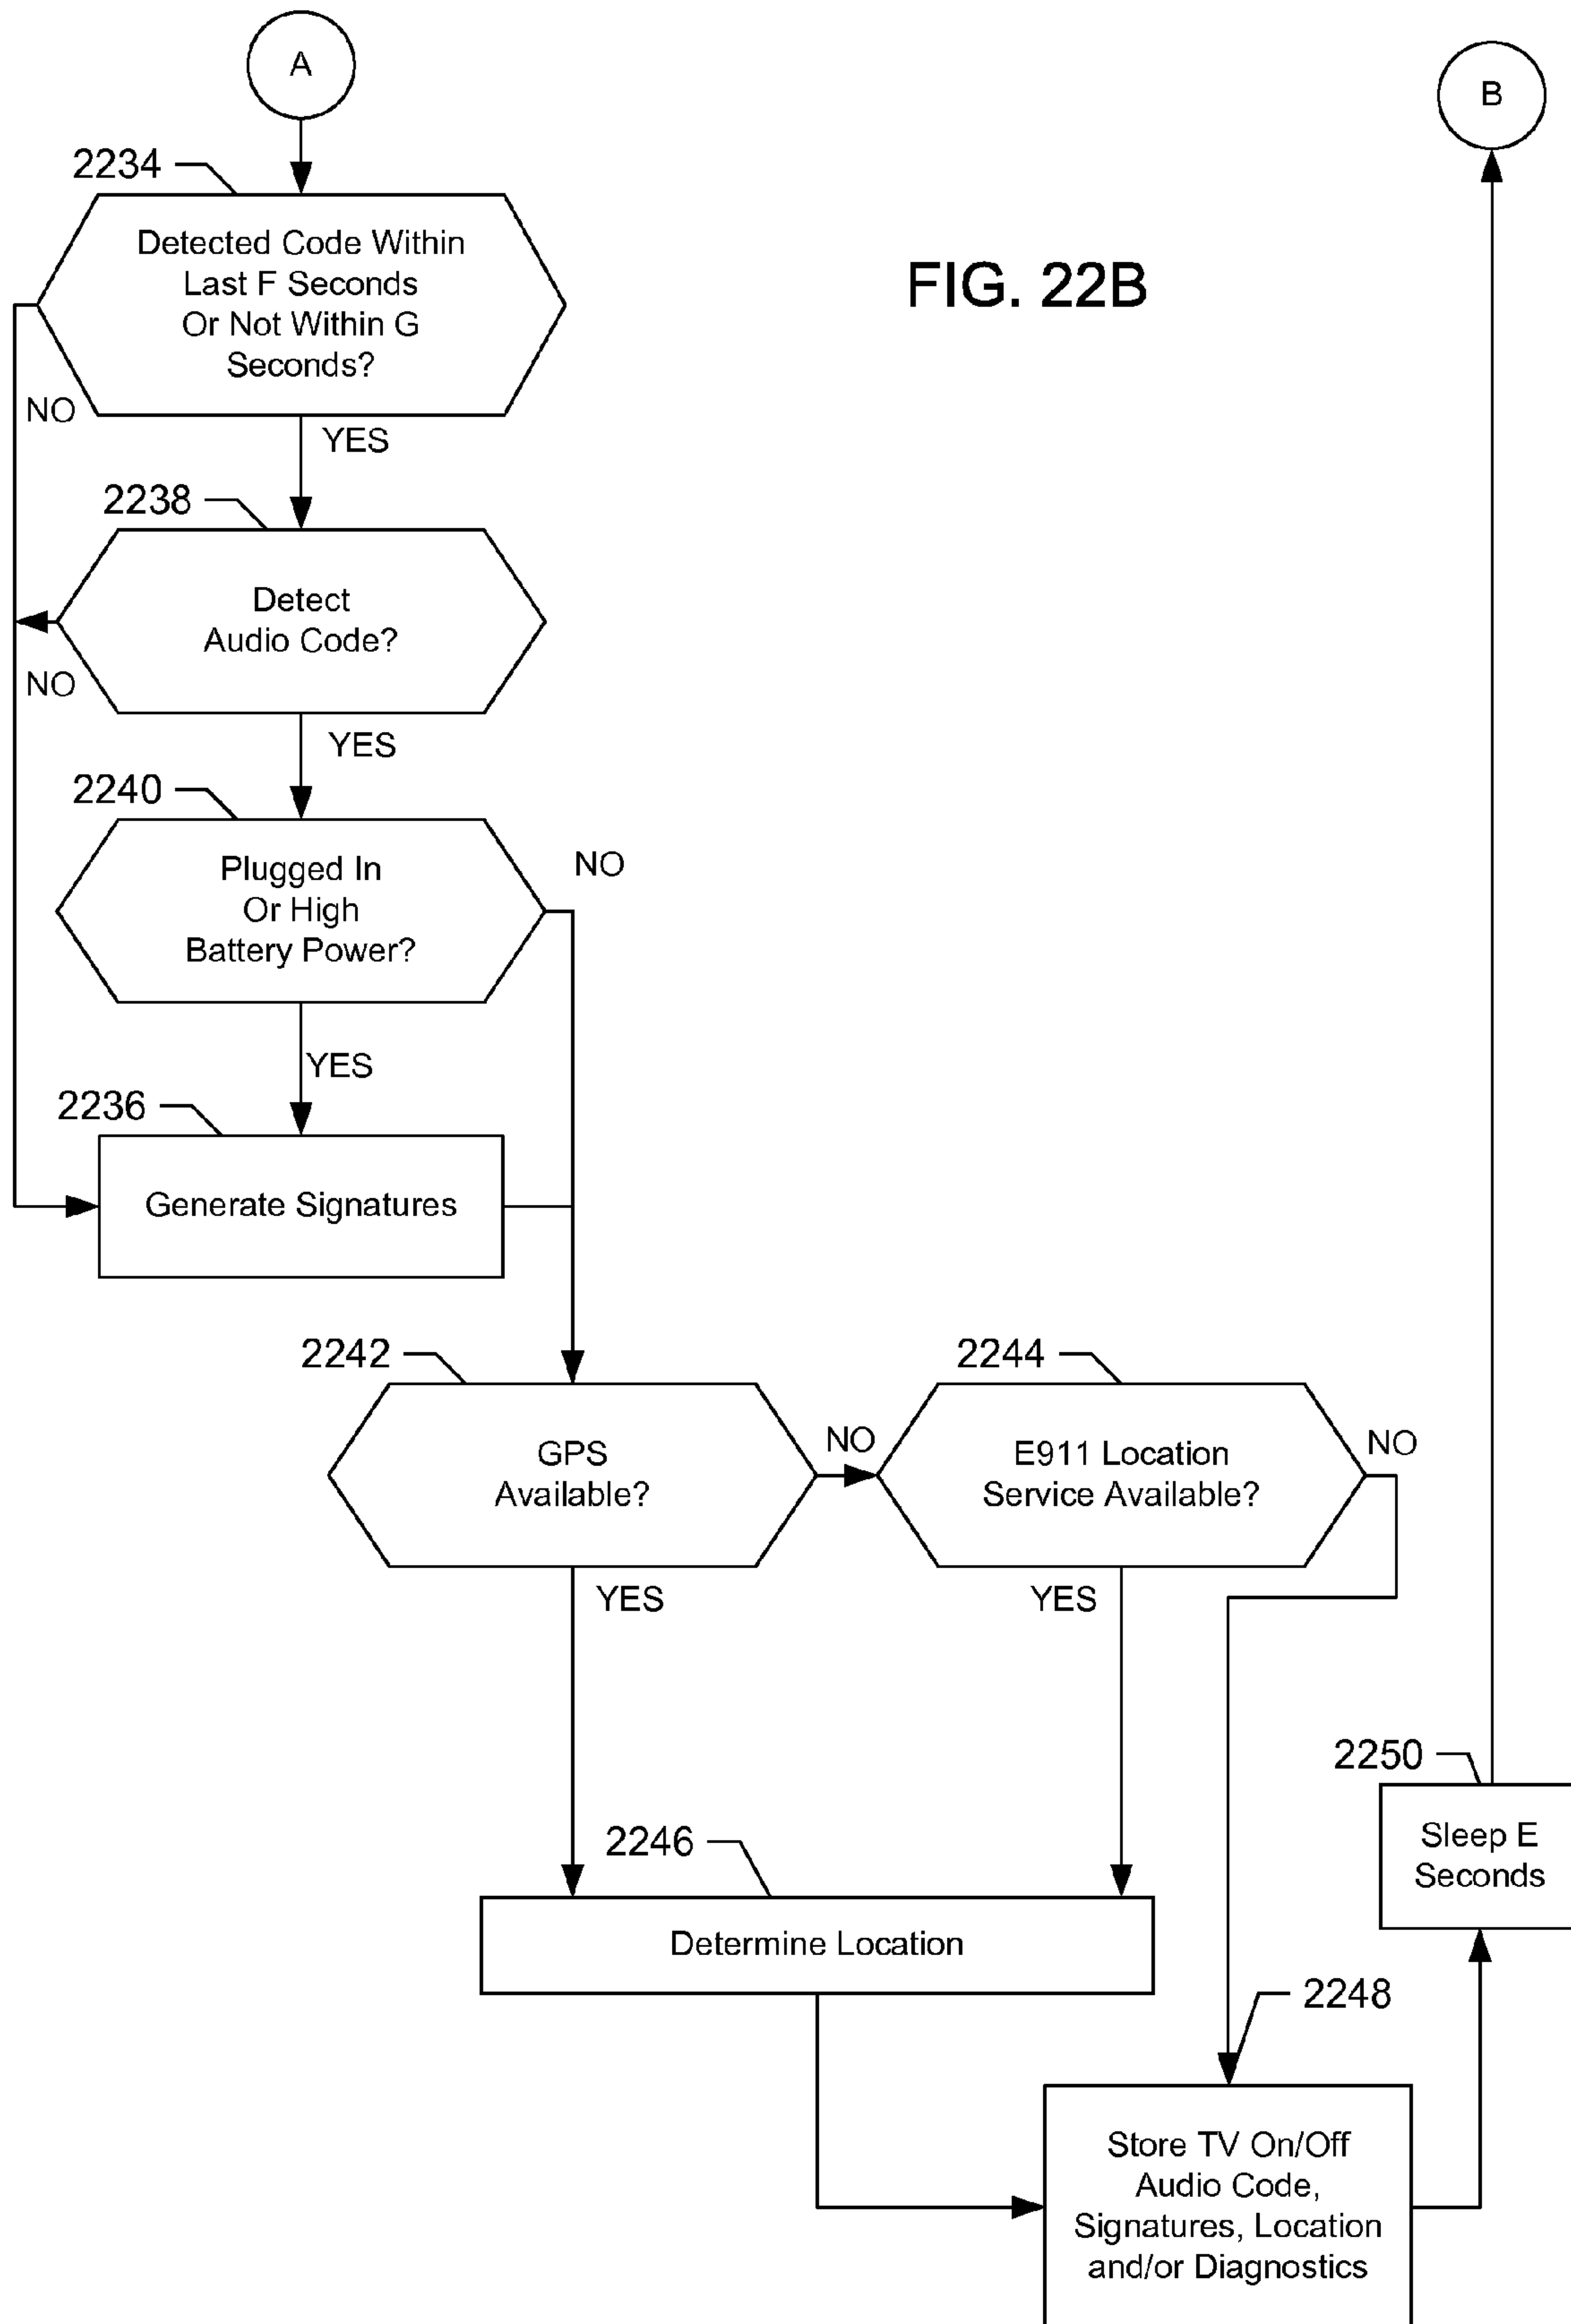 A
B
2234
Detected Code Within
Last F Seconds
Or Not Within G
Seconds?
FIG. 22B
NO
YES
2238
Detect
Audio Code?
NO
YES
2240
Plugged In
Or High
Battery Power?
NO
YES
2236
Generate Signatures
2242
GPS
Available?
NO
YES
2244
E911 Location
Service Available?
NO
YES
2250
Sleep E
Seconds
2246
Determine Location
2248
Store TV On/Off
Audio Code,
Signatures, Location
and/or Diagnostics